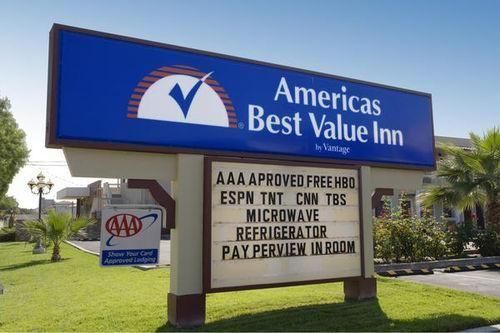 Americas
Best Value Inn
by Vantage
AAA APROVED FREE HBO
ESPN TNT CNN TBS
MICROWAVE
REFRIGERATOR
PAY PERVIEW IN ROOM
AAA
Show Your Card
Approved Lodging